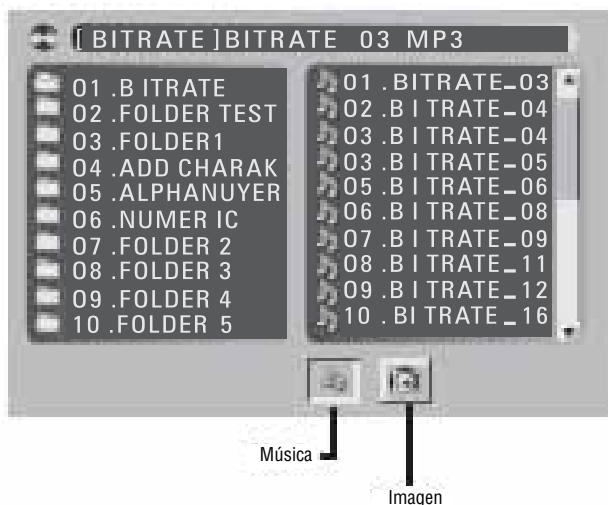 [ BITRATE ]BITRATE 03 MP3
01 .B ITRATE
02 .FOLDER TEST
03 .FOLDER1
04 .ADD CHARAK
05 .ALPHANUYER
06 .NUMER IC
07 .FOLDER 2
08 .FOLDER 3
09 .FOLDER 4
10 .FOLDER 5
01 .BITRATE_03
02 .B I TRATE_04
03 .B I TRATE_04
03 .B I TRATE_05
05 .B I TRATE_06
06 .B I TRATE_08
07 .B I TRATE_09
08 .B I TRATE_11
09 .B I TRATE_12
10 .BI TRATE_16
Música
Imagen